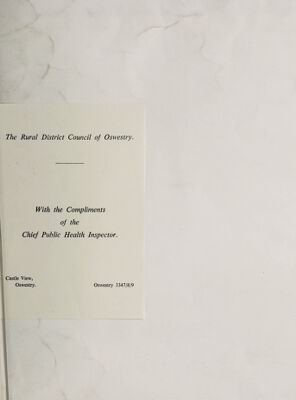 The Rural District Council of Oswestry.
With the Compliments
of the
Chief Public Health Inspector.
Castle View,
Oswestry. Oswestry 3347/8/9